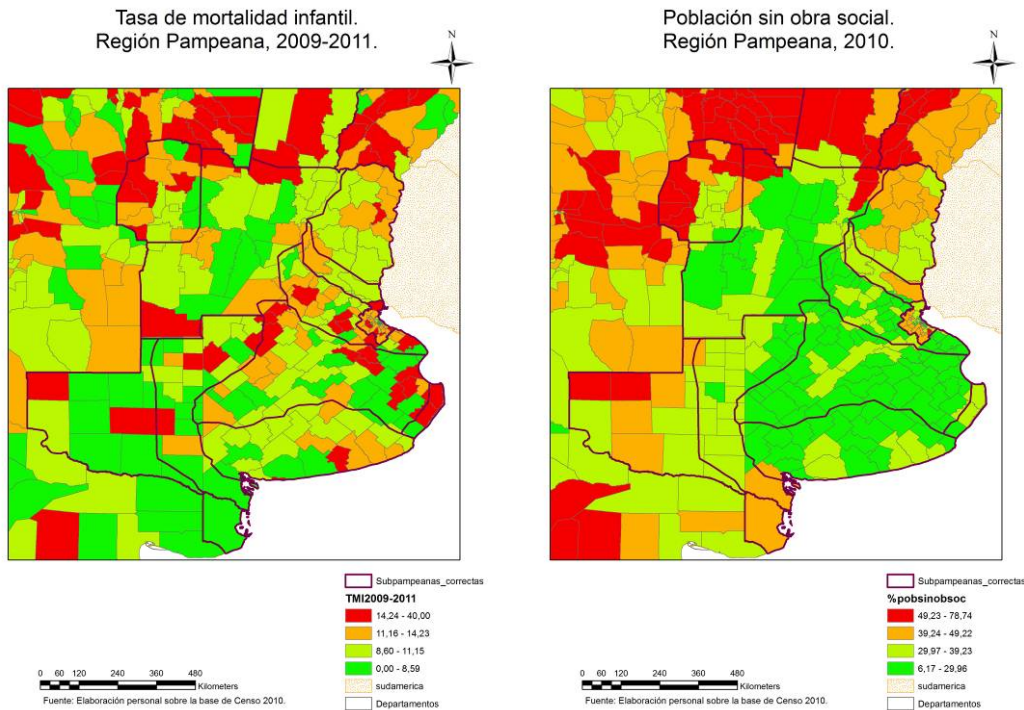 Tasa de mortalidad infantil.
Región Pampeana, 2009-2011.
N
Subpampeanas_correctas
TMI2009-2011
14,24 - 40,00
11,16 - 14,23
8,60 - 11,15
0,00 - 8,59
sudamerica
Departamentos
0 60 120 240 360 480
Kilometers
Fuente: Elaboración personal sobre la base de Censo 2010.
Población sin obra social.
Región Pampeana, 2010.
N
Subpampeanas_correctas
%pobsinobsoc
49,23 - 78,74
39,24 - 49,22
29,97 - 39,23
6,17 - 29,96
sudamerica
Departamentos
0 60 120 240 360 480
Kilometers
Fuente: Elaboración personal sobre la base de Censo 2010.